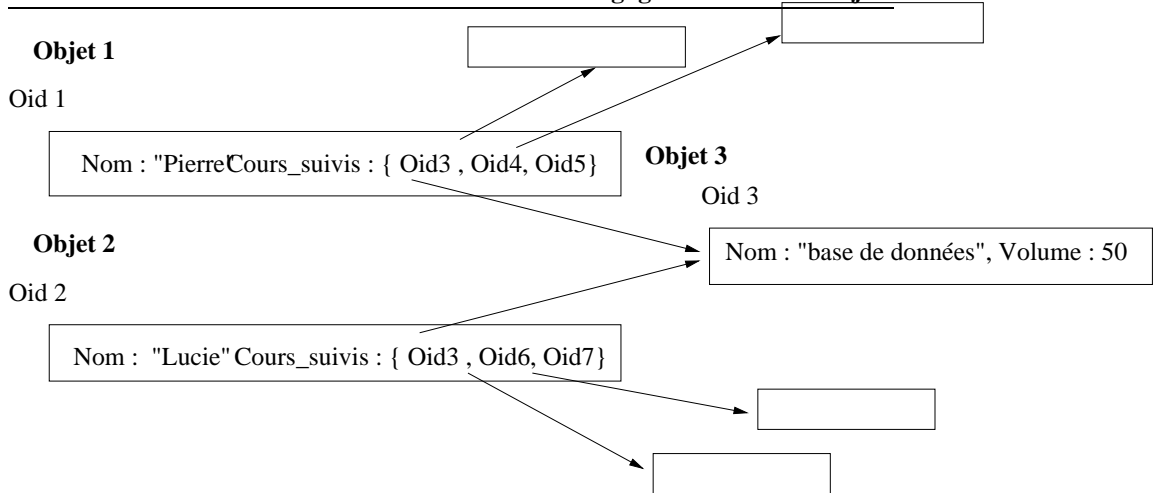 Objet 1
Oid 1
Nom : "Pierre" Cours_suivis : { Oid3 , Oid4, Oid5}
Objet 3
Oid 3
Nom : "base de données", Volume : 50
Objet 2
Oid 2
Nom : "Lucie" Cours_suivis : { Oid3 , Oid6, Oid7}